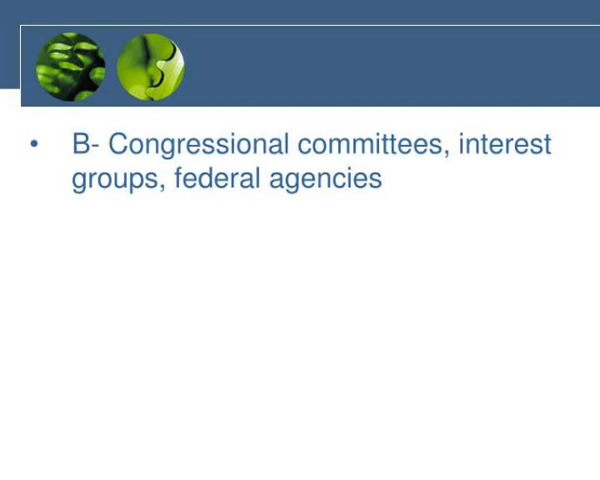 • B- Congressional committees, interest
groups, federal agencies